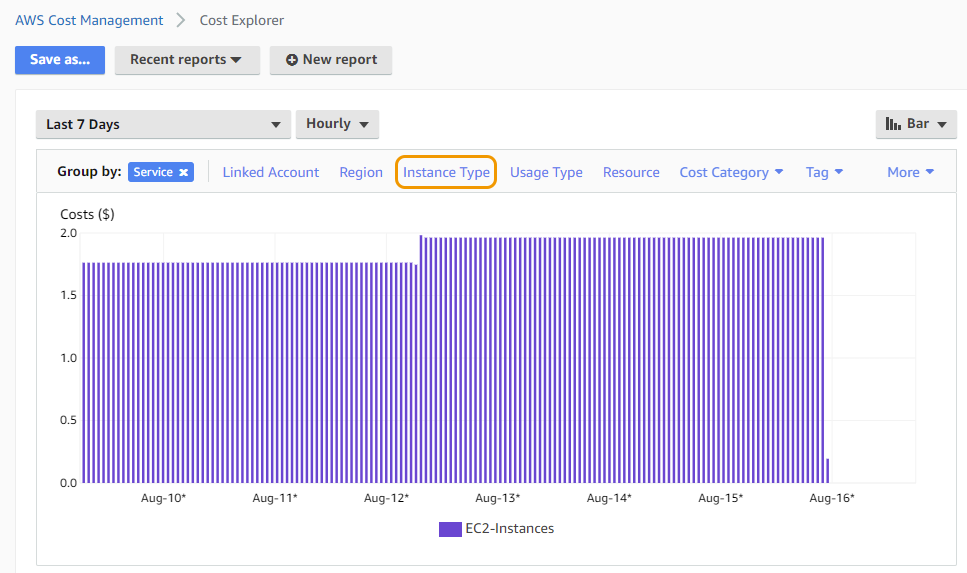 AWS Cost Management > Cost Explorer
Save as... Recent reports New report
Last 7 Days Hourly Bar
Group by: Service × Linked Account Region Instance Type Usage Type Resource Cost Category Tag More
Costs ($)
2.0
1.5
1.0
0.5
0.0
Aug-10* Aug-11* Aug-12* Aug-13* Aug-14* Aug-15* Aug-16*
EC2-Instances